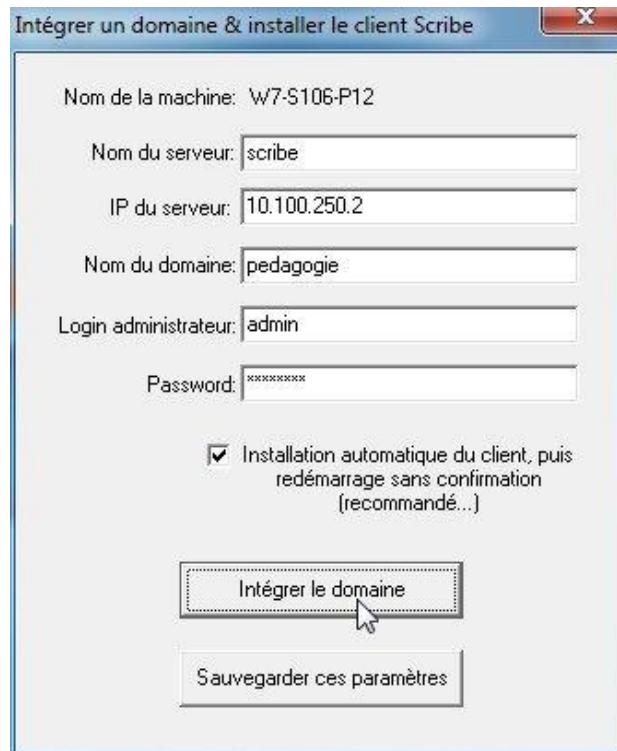 Intégrer un domaine & installer le client Scribe
Nom de la machine: W7-S106-P12
Nom du serveur: scribe
IP du serveur: 10.100.250.2
Nom du domaine: pedagogie
Login administrateur: admin
Password: ********
Installation automatique du client, puis
redémarrage sans confirmation
(recommandé...)
Intégrer le domaine
Sauvegarder ces paramètres